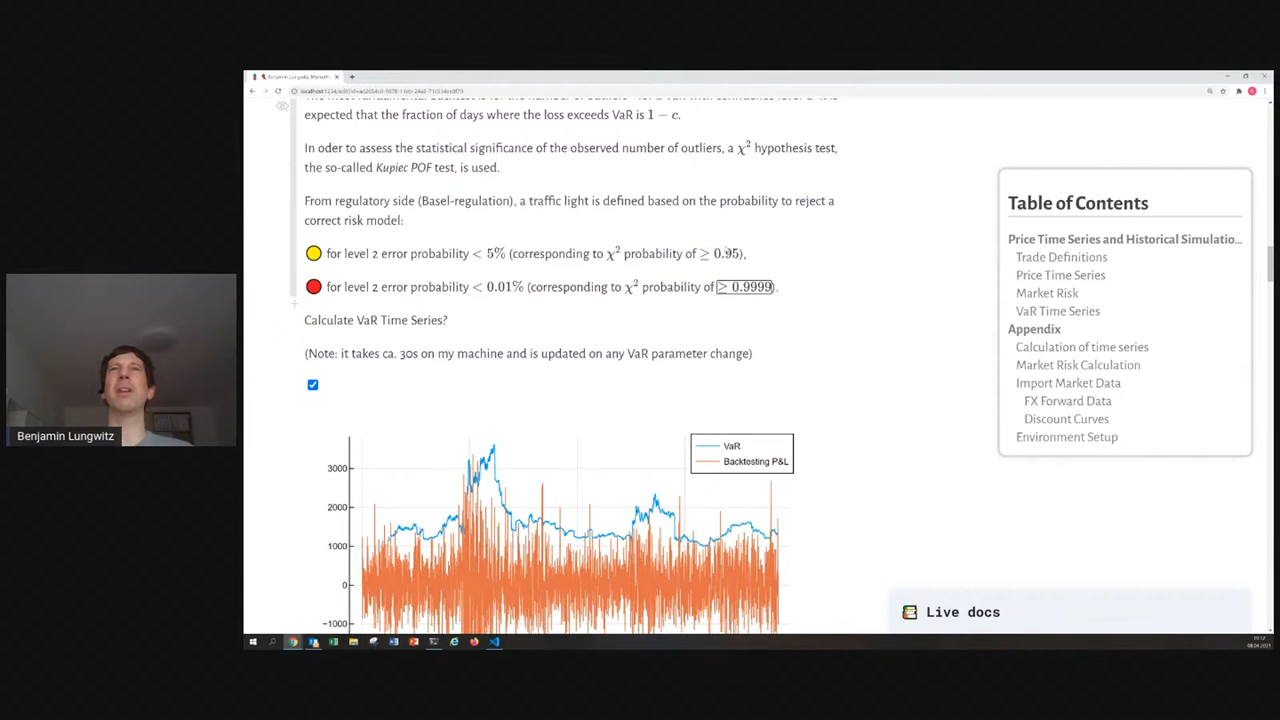 Benjamin Lungwitz
expected that the fraction of days where the loss exceeds VaR is 1 − c.
In oder to assess the statistical significance of the observed number of outliers, a χ² hypothesis test,
the so-called Kupiec POF test, is used.
From regulatory side (Basel-regulation), a traffic light is defined based on the probability to reject a
correct risk model:
for level 2 error probability < 5% (corresponding to χ² probability of ≥ 0.95),
for level 2 error probability < 0.01% (corresponding to χ² probability of ≥ 0.9999).
Calculate VaR Time Series?
(Note: it takes ca. 30s on my machine and is updated on any VaR parameter change)
VaR
Backtesting P&L
3000
2000
1000
0
−1000
Table of Contents
Price Time Series and Historical Simulatio...
Trade Definitions
Price Time Series
Market Risk
VaR Time Series
Appendix
Calculation of time series
Market Risk Calculation
Import Market Data
FX Forward Data
Discount Curves
Environment Setup
Live docs